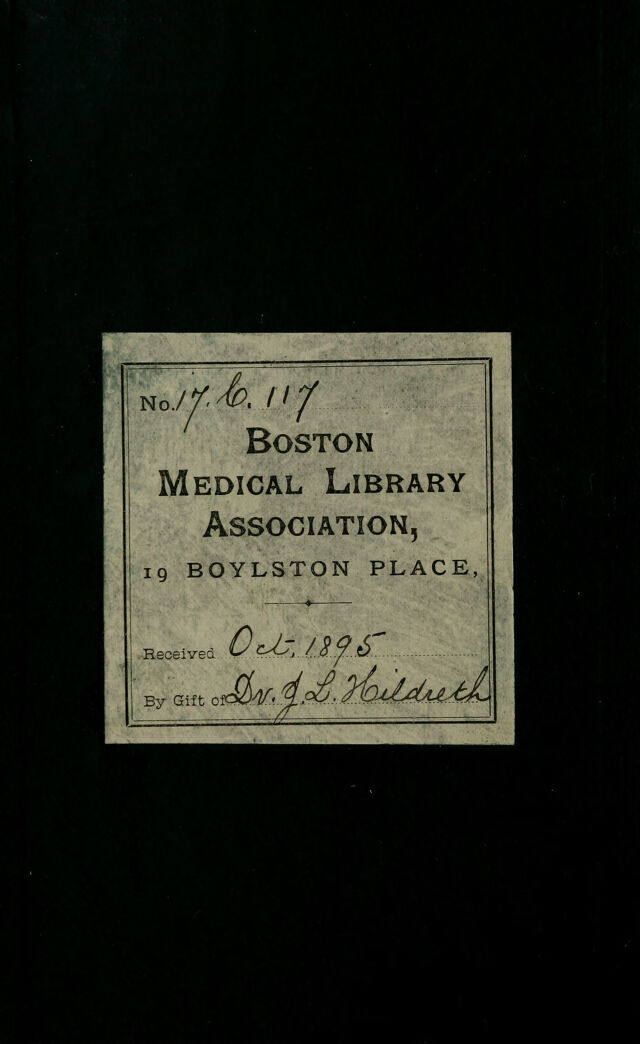 No. 17. C. 117
BOSTON
MEDICAL LIBRARY
ASSOCIATION,
19 BOYLSTON PLACE,
Received Oct. 1895
By Gift of Dr. J. L. Hildreth